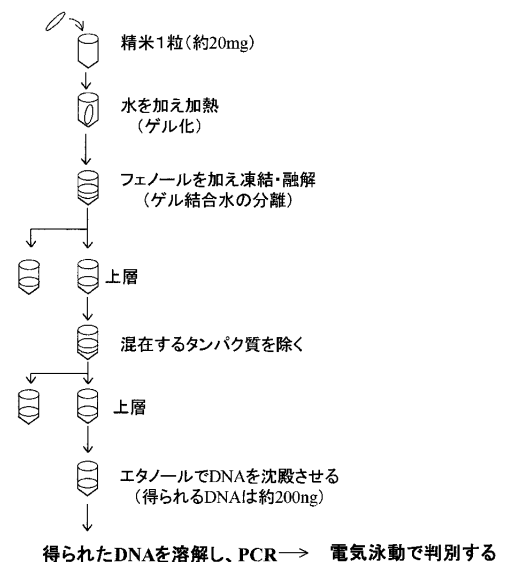 精米1粒(約20mg)
水を加え加熱
(ゲル化)
フェノールを加え凍結・融解
(ゲル結合水の分離)
上層
混在するタンパク質を除く
上層
エタノールでDNAを沈殿させる
(得られるDNAは約200ng)
得られたDNAを溶解し、PCR→ 電気泳動で判別する